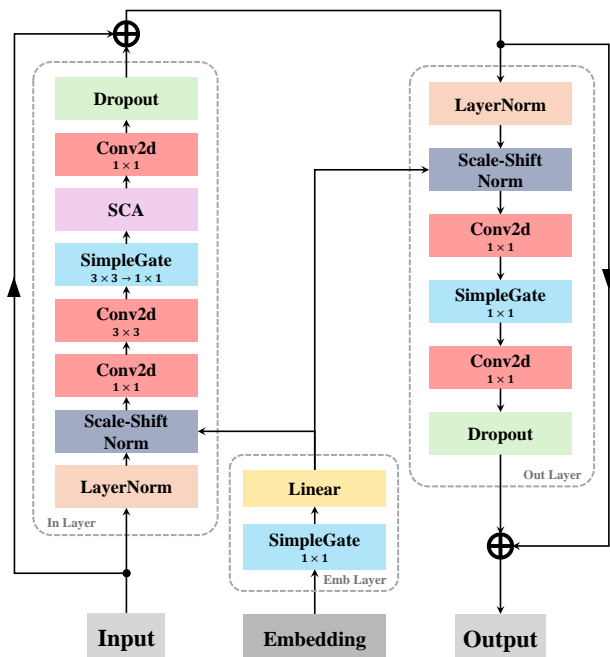 Dropout
Conv2d
1 × 1
SCA
SimpleGate
3 × 3 → 1 × 1
Conv2d
3 × 3
Conv2d
1 × 1
Scale-Shift
Norm
LayerNorm
In Layer
Input
Linear
SimpleGate
1 × 1
Emb Layer
Embedding
LayerNorm
Scale-Shift
Norm
Conv2d
1 × 1
SimpleGate
1 × 1
Conv2d
1 × 1
Dropout
Out Layer
Output